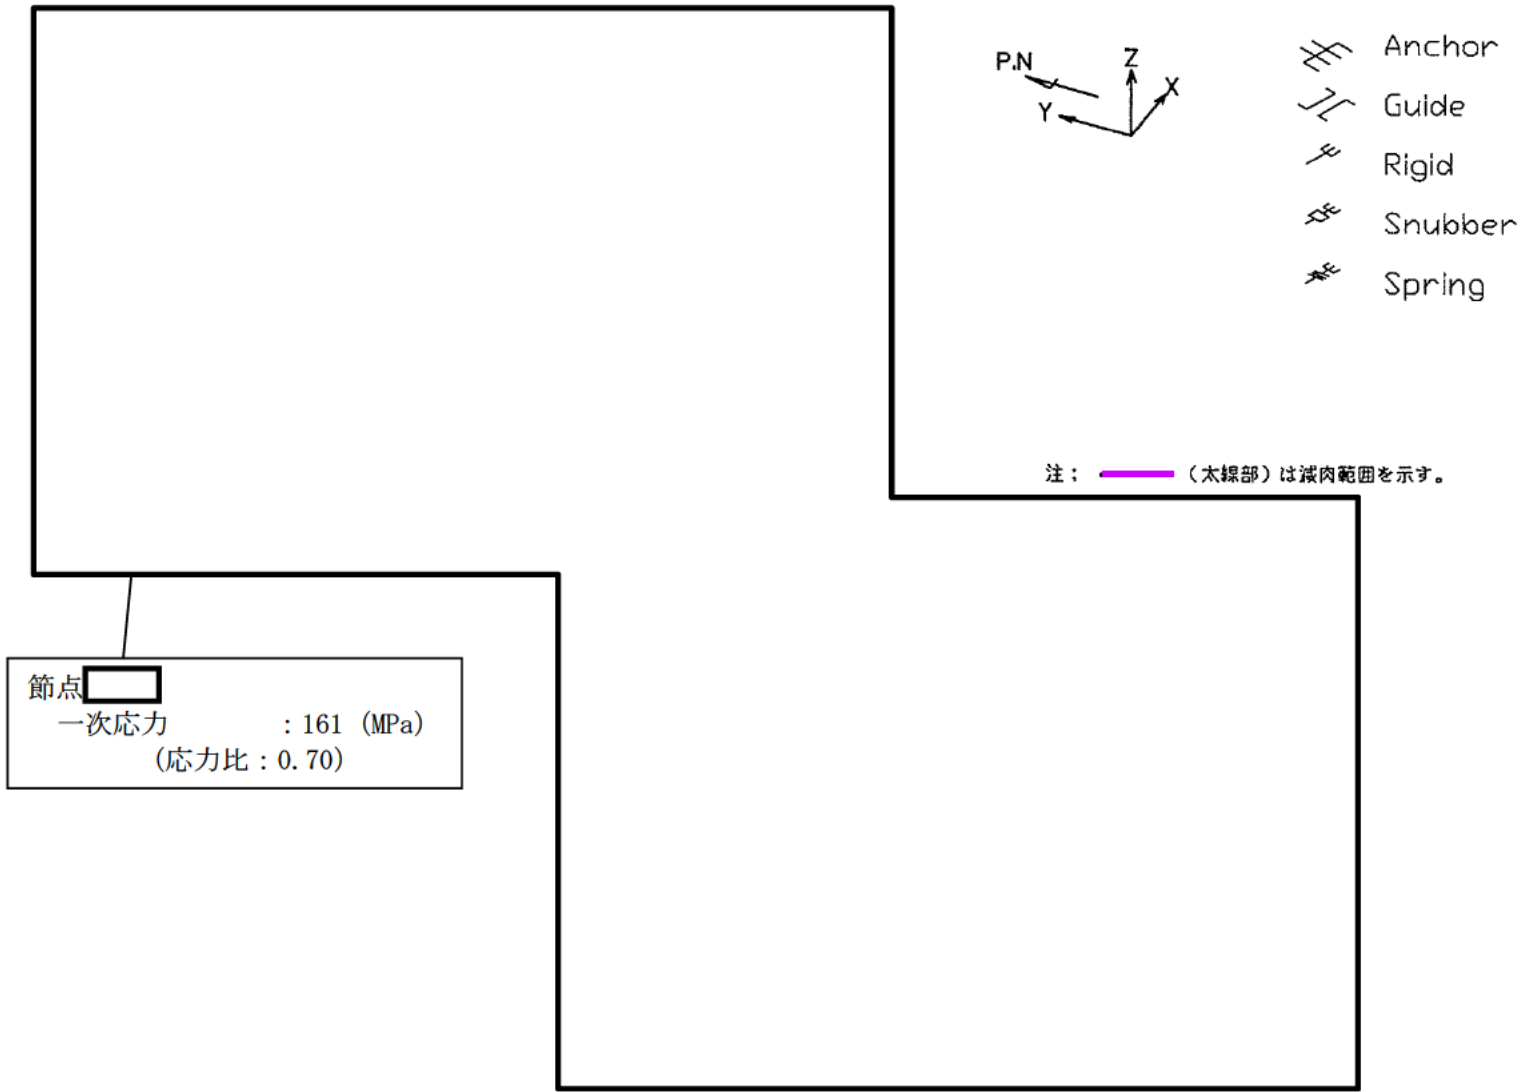 P.N
Z
X
Y
Anchor
Guide
Rigid
Snubber
Spring
注： （太線部）は減肉範囲を示す。
節点
一次応力 ：161 (MPa)
(応力比：0.70)